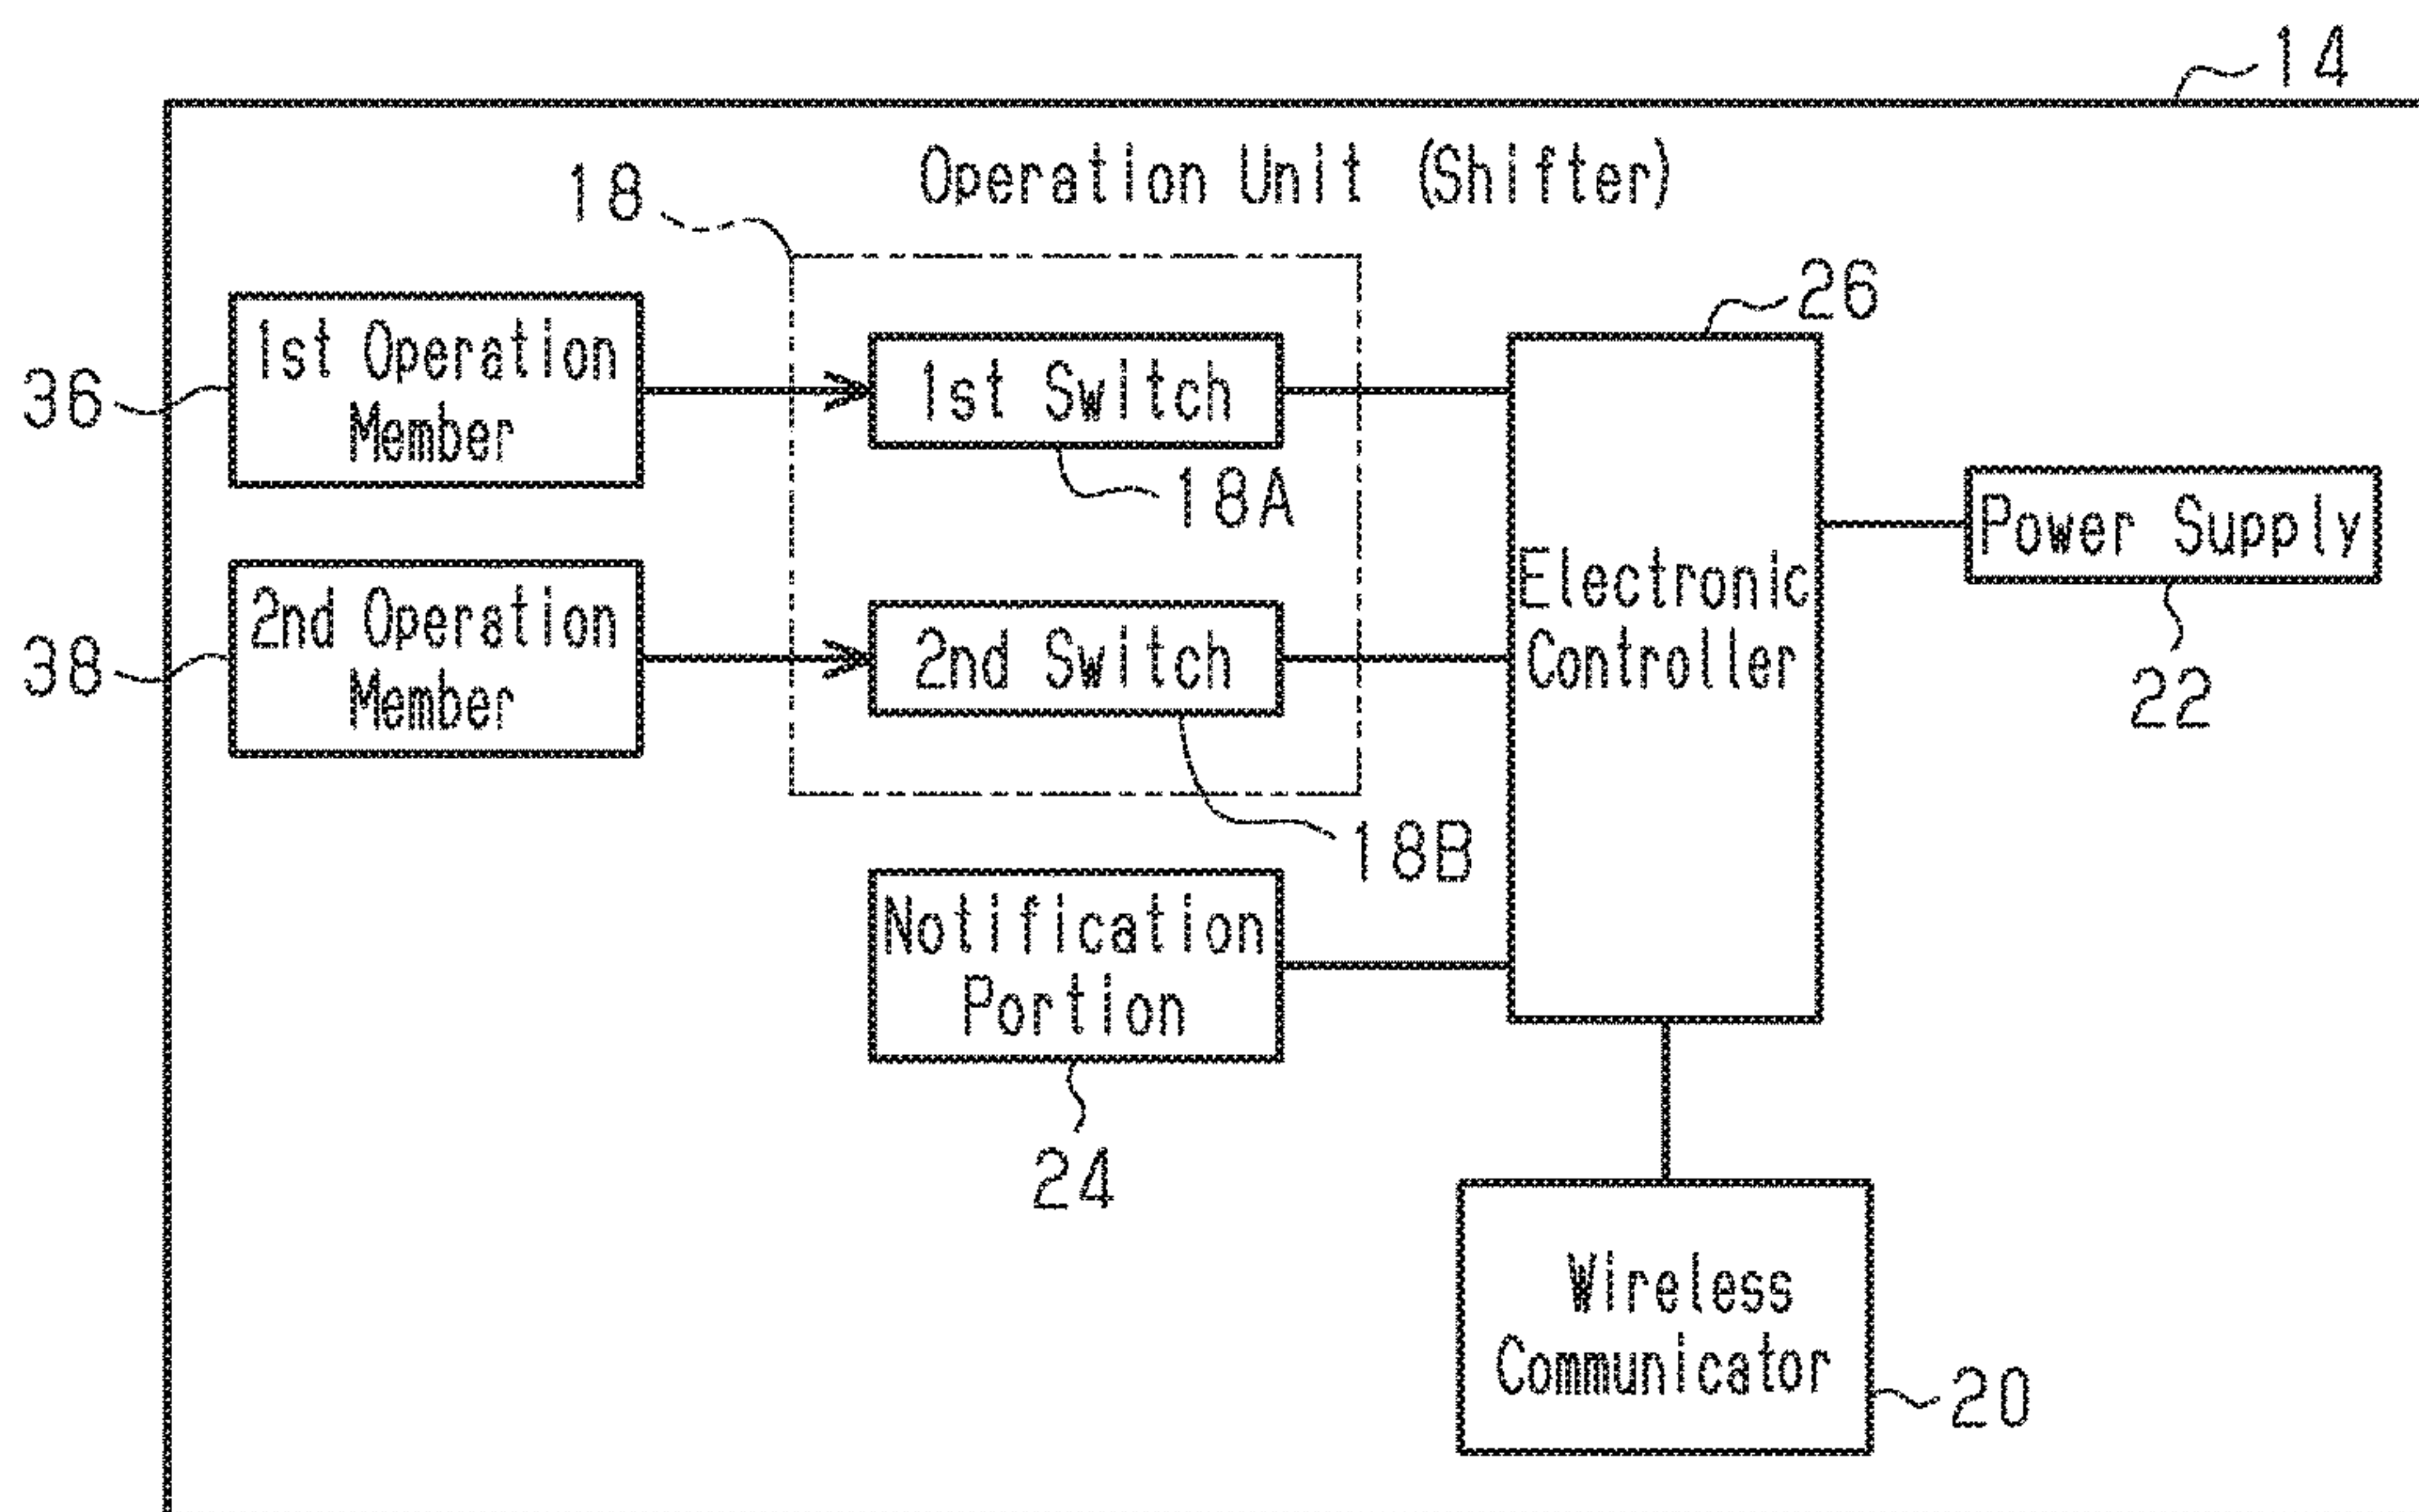 14
Operation Unit (Shifter)
18
26
1st Operation
Member
36
1st Switch
18A
Power Supply
22
2nd Operation
Member
38
2nd Switch
18B
Electronic
Controller
Notification
Portion
24
Wireless
Communicator
20